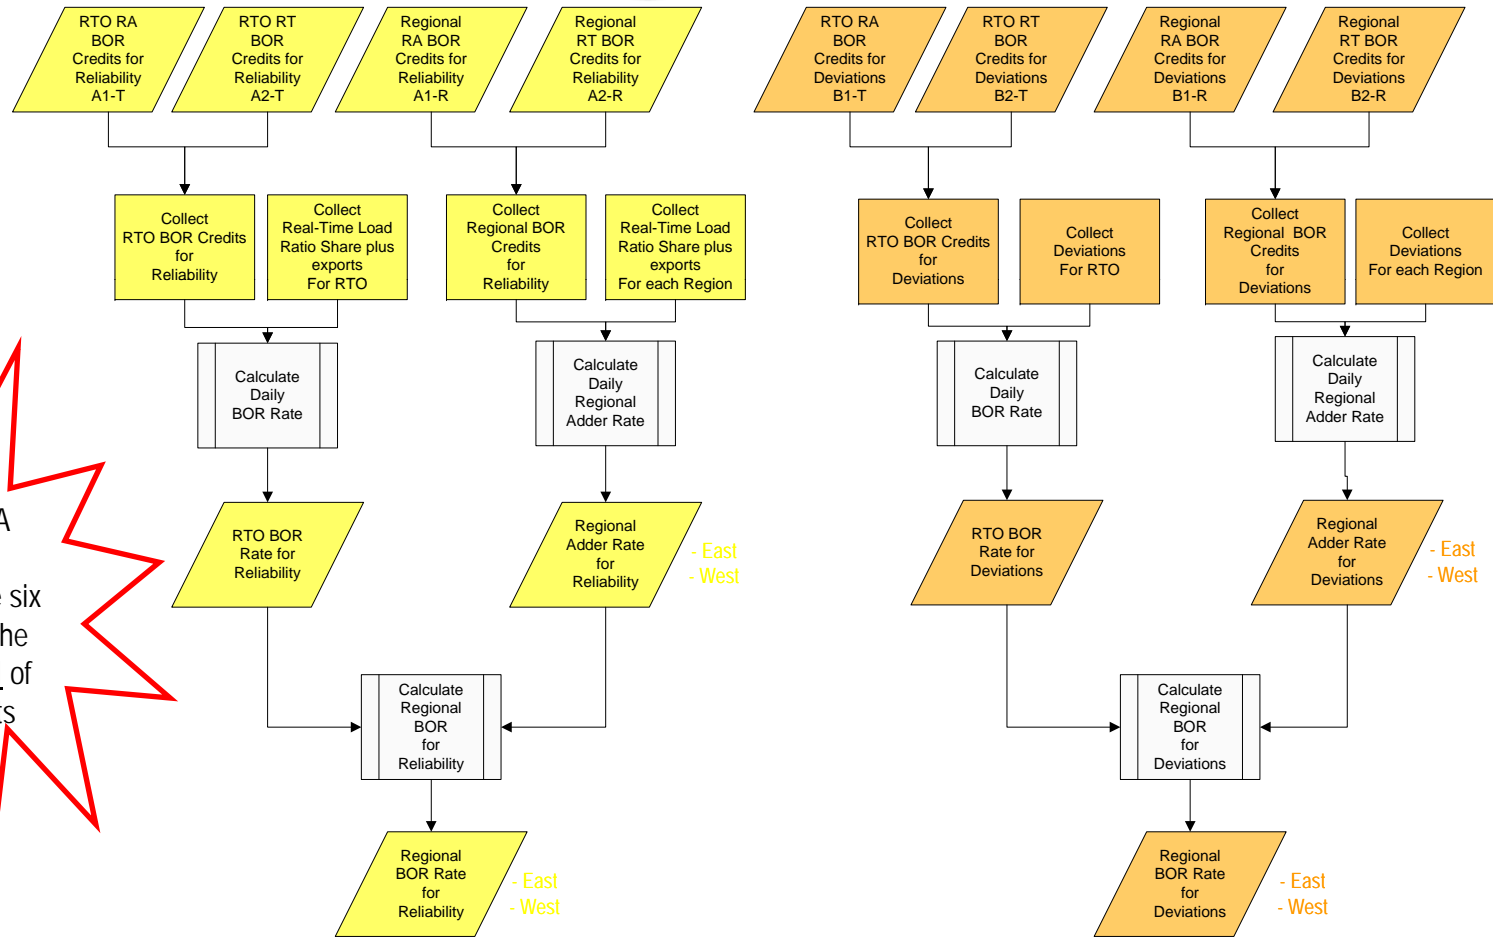 RTO RA
BOR
Credits for
Reliability
A1-T
RTO RT
BOR
Credits for
Reliability
A2-T
Regional
RA BOR
Credits for
Reliability
A1-R
Regional
RT BOR
Credits for
Reliability
A2-R
RTO RA
BOR
Credits for
Deviations
B1-T
RTO RT
BOR
Credits for
Deviations
B2-T
Regional
RA BOR
Credits for
Deviations
B1-R
Regional
RT BOR
Credits for
Deviations
B2-R
Collect
RTO BOR Credits
for
Reliability
Collect
Real-Time Load
Ratio Share plus
exports
For RTO
Collect
Regional BOR
Credits
for
Reliability
Collect
Real-Time Load
Ratio Share plus
exports
For each Region
Collect
RTO BOR Credits
for
Deviations
Collect
Deviations
For RTO
Collect
Regional BOR
Credits
for
Deviations
Collect
Deviations
For each Region
Calculate
Daily
BOR Rate
Calculate
Daily
Regional
Adder Rate
Calculate
Daily
BOR Rate
Calculate
Daily
Regional
Adder Rate
RTO BOR
Rate for
Reliability
Regional
Adder Rate
for
Reliability
- East
- West
RTO BOR
Rate for
Deviations
Regional
Adder Rate
for
Deviations
- East
- West
A
six
of
Calculate
Regional
BOR
for
Reliability
Calculate
Regional
BOR
for
Deviations
Regional
BOR Rate
for
Reliability
- East
- West
Regional
BOR Rate
for
Deviations
- East
- West